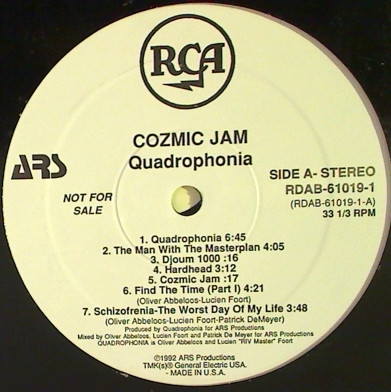 RCA
COZMIC JAM
Quadrophonia
ARS
SIDE A- STEREO
RDAB-61019-1
(RDAB-61019-1-A)
33 1/3 RPM
NOT FOR
SALE
1. Quadrophonia 6:45
2. The Man With The Masterplan 4:05
3. Djoum 1000 :16
4. Hardhead 3:12
5. Cozmic Jam :17
6. Find The Time (Part I) 4:21
(Oliver Abbeloos-Lucien Foort)
7. Schizofrenia-The Worst Day Of My Life 3:48
(Oliver Abbeloos-Lucien Foort-Patrick DeMeyer)
Produced by Quadrophonia for ARS Productions
Mixed by Oliver Abbeloos, Lucien Foort and Patrick De Meyer for ARS Productions
QUADROPHONIA is Oliver Abbeloos and Lucien "RIV Master" Foort
℗1992 ARS Productions
TMK(s)® General Electric USA.
- MADE IN U.S.A.